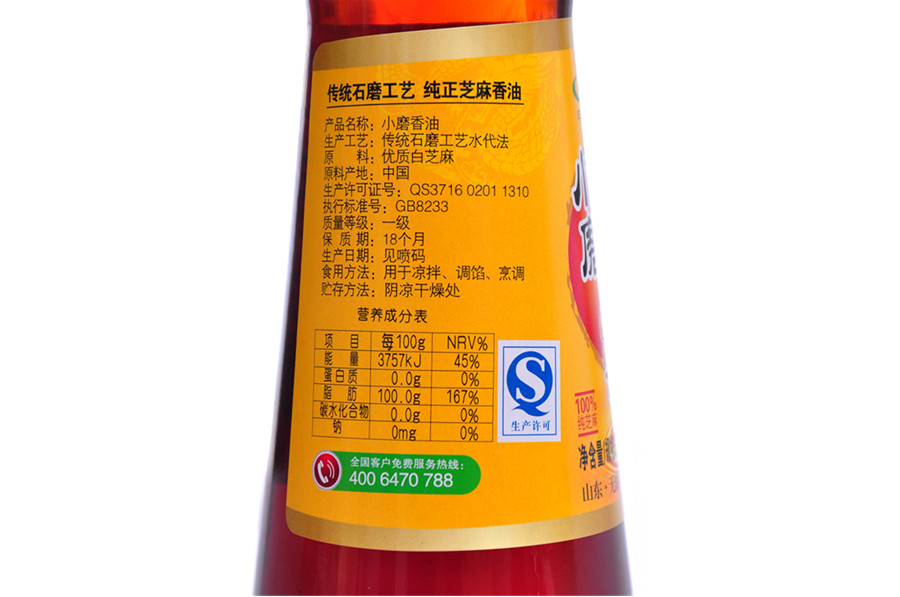 传统石磨工艺 纯正芝麻香油
产品名称：小磨香油
生产工艺：传统石磨工艺水代法
原 料：优质白芝麻
原料产地：中国
生产许可证号：QS3716 0201 1310
执行标准号：GB8233
质量等级：一级
保 质 期：18个月
生产日期：见喷码
食用方法：用于凉拌、调馅、烹调
贮存方法：阴凉干燥处
营养成分表
项 目 每100g NRV%
能 量 3757kJ 45%
蛋白质 0.0g 0%
脂 肪 100.0g 167%
碳水化合物 0.0g 0%
钠 0mg 0%
QS
生产许可
全国客户免费服务热线：
400 6470 788
小
磨
100%
纯芝麻
净含量
山东·无